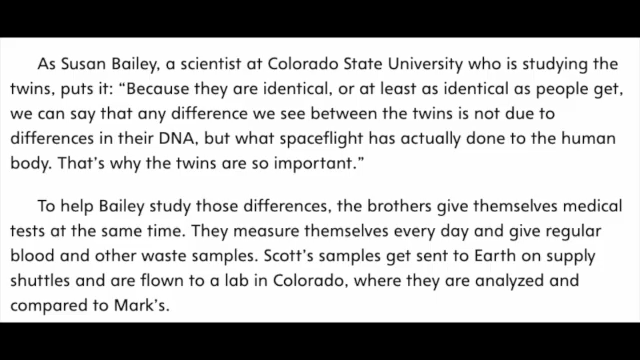 As Susan Bailey, a scientist at Colorado State University who is studying the
twins, puts it: “Because they are identical, or at least as identical as people get,
we can say that any difference we see between the twins is not due to
differences in their DNA, but what spaceflight has actually done to the human
body. That’s why the twins are so important.”
To help Bailey study those differences, the brothers give themselves medical
tests at the same time. They measure themselves every day and give regular
blood and other waste samples. Scott’s samples get sent to Earth on supply
shuttles and are flown to a lab in Colorado, where they are analyzed and
compared to Mark’s.